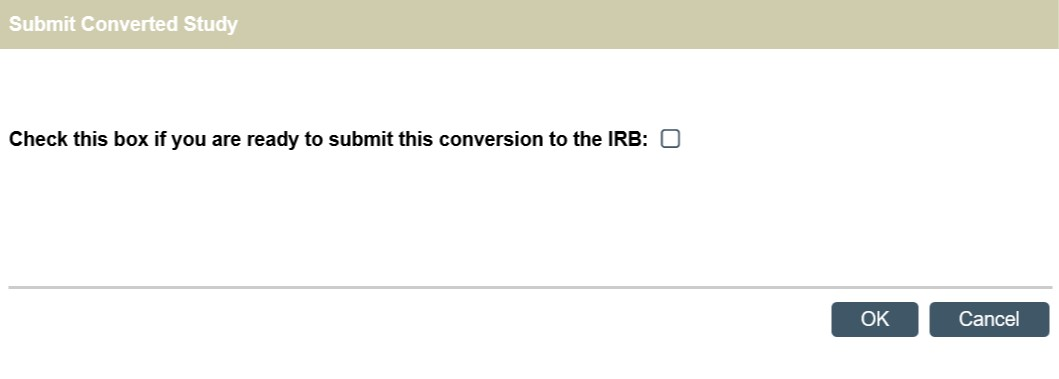 Submit Converted Study
Check this box if you are ready to submit this conversion to the IRB:
OK Cancel